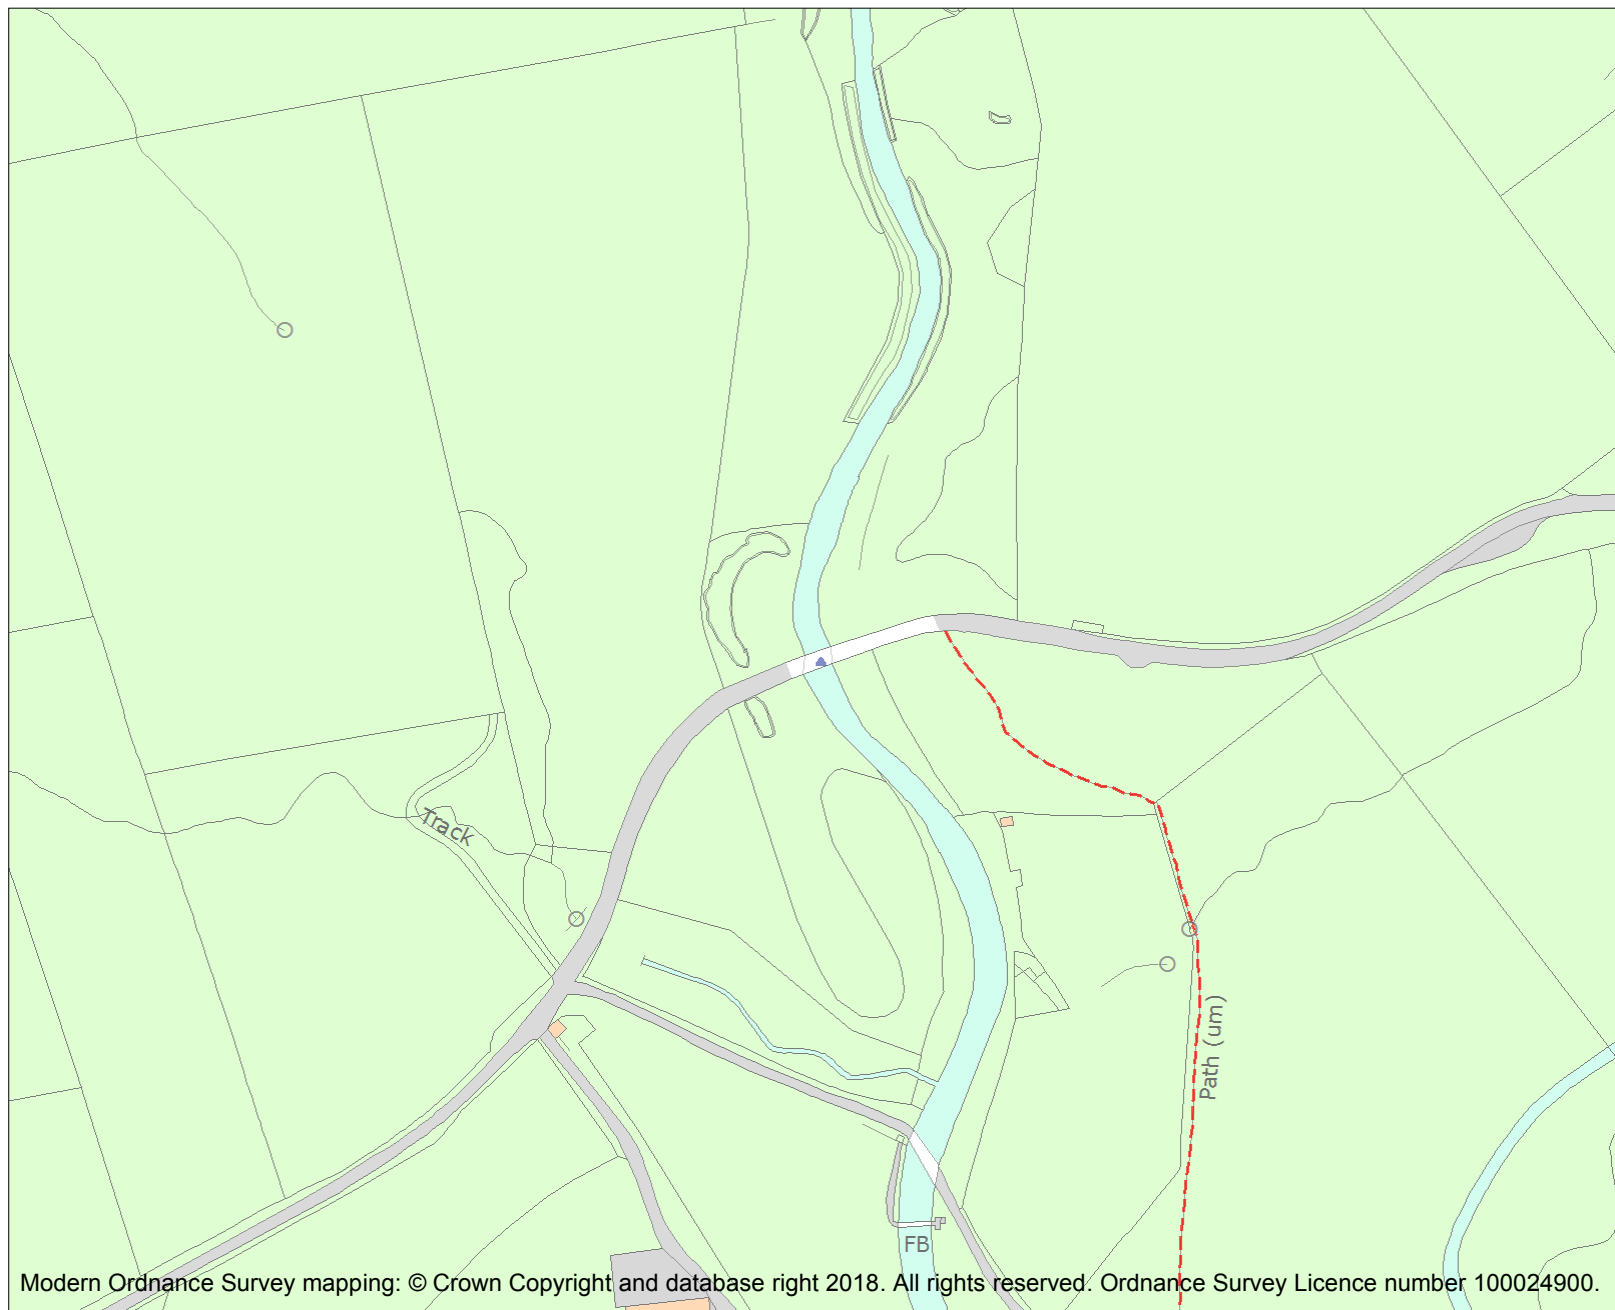 Track
Path (um)
FB
Modern Ordnance Survey mapping: © Crown Copyright and database right 2018. All rights reserved. Ordnance Survey Licence number 100024900.